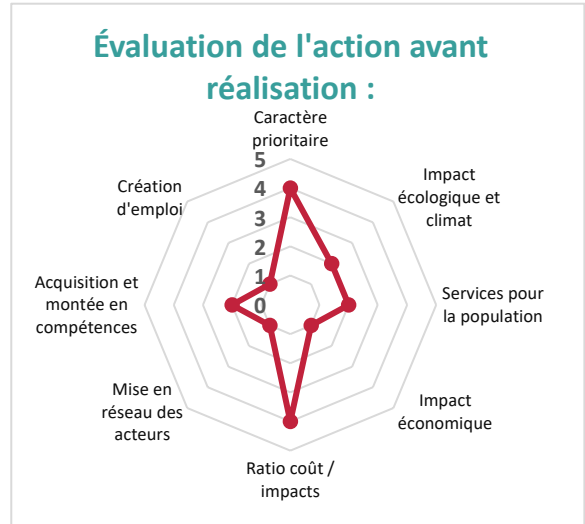 Évaluation de l'action avant
réalisation :
Caractère
prioritaire
Impact
écologique et
climat
Services pour
la population
Impact
économique
Ratio coût /
impacts
Mise en
réseau des
acteurs
Acquisition et
montée en
compétences
Création
d'emploi
5
4
3
2
1
0